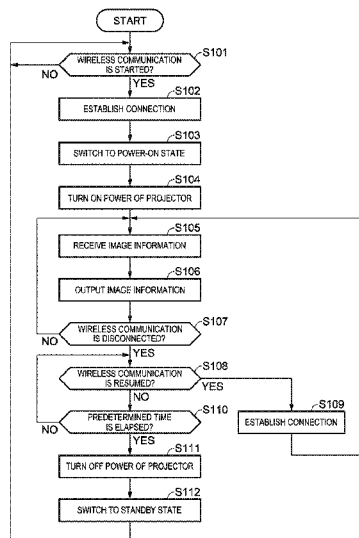 START
S101
WIRELESS COMMUNICATION
IS STARTED?
NO
YES
S102
ESTABLISH CONNECTION
S103
SWITCH TO POWER-ON STATE
S104
TURN ON POWER OF PROJECTOR
S105
RECEIVE IMAGE INFORMATION
S106
OUTPUT IMAGE INFORMATION
S107
WIRELESS COMMUNICATION
IS DISCONNECTED?
NO
YES
S108
WIRELESS COMMUNICATION
IS RESUMED?
YES
NO
S109
ESTABLISH CONNECTION
S110
PREDETERMINED TIME
IS ELAPSED?
NO
YES
S111
TURN OFF POWER OF PROJECTOR
S112
SWITCH TO STANDBY STATE